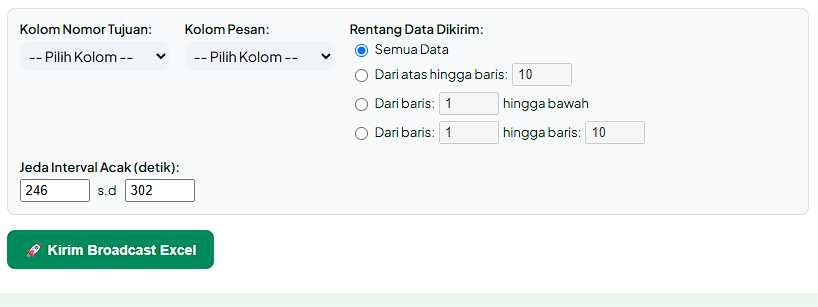 Kolom Nomor Tujuan: Kolom Pesan: Rentang Data Dikirim:
-- Pilih Kolom -- -- Pilih Kolom -- Semua Data
Dari atas hingga baris: 10
Dari baris: 1 hingga bawah
Dari baris: 1 hingga baris: 10
Jeda Interval Acak (detik):
246 s.d 302
🚀 Kirim Broadcast Excel